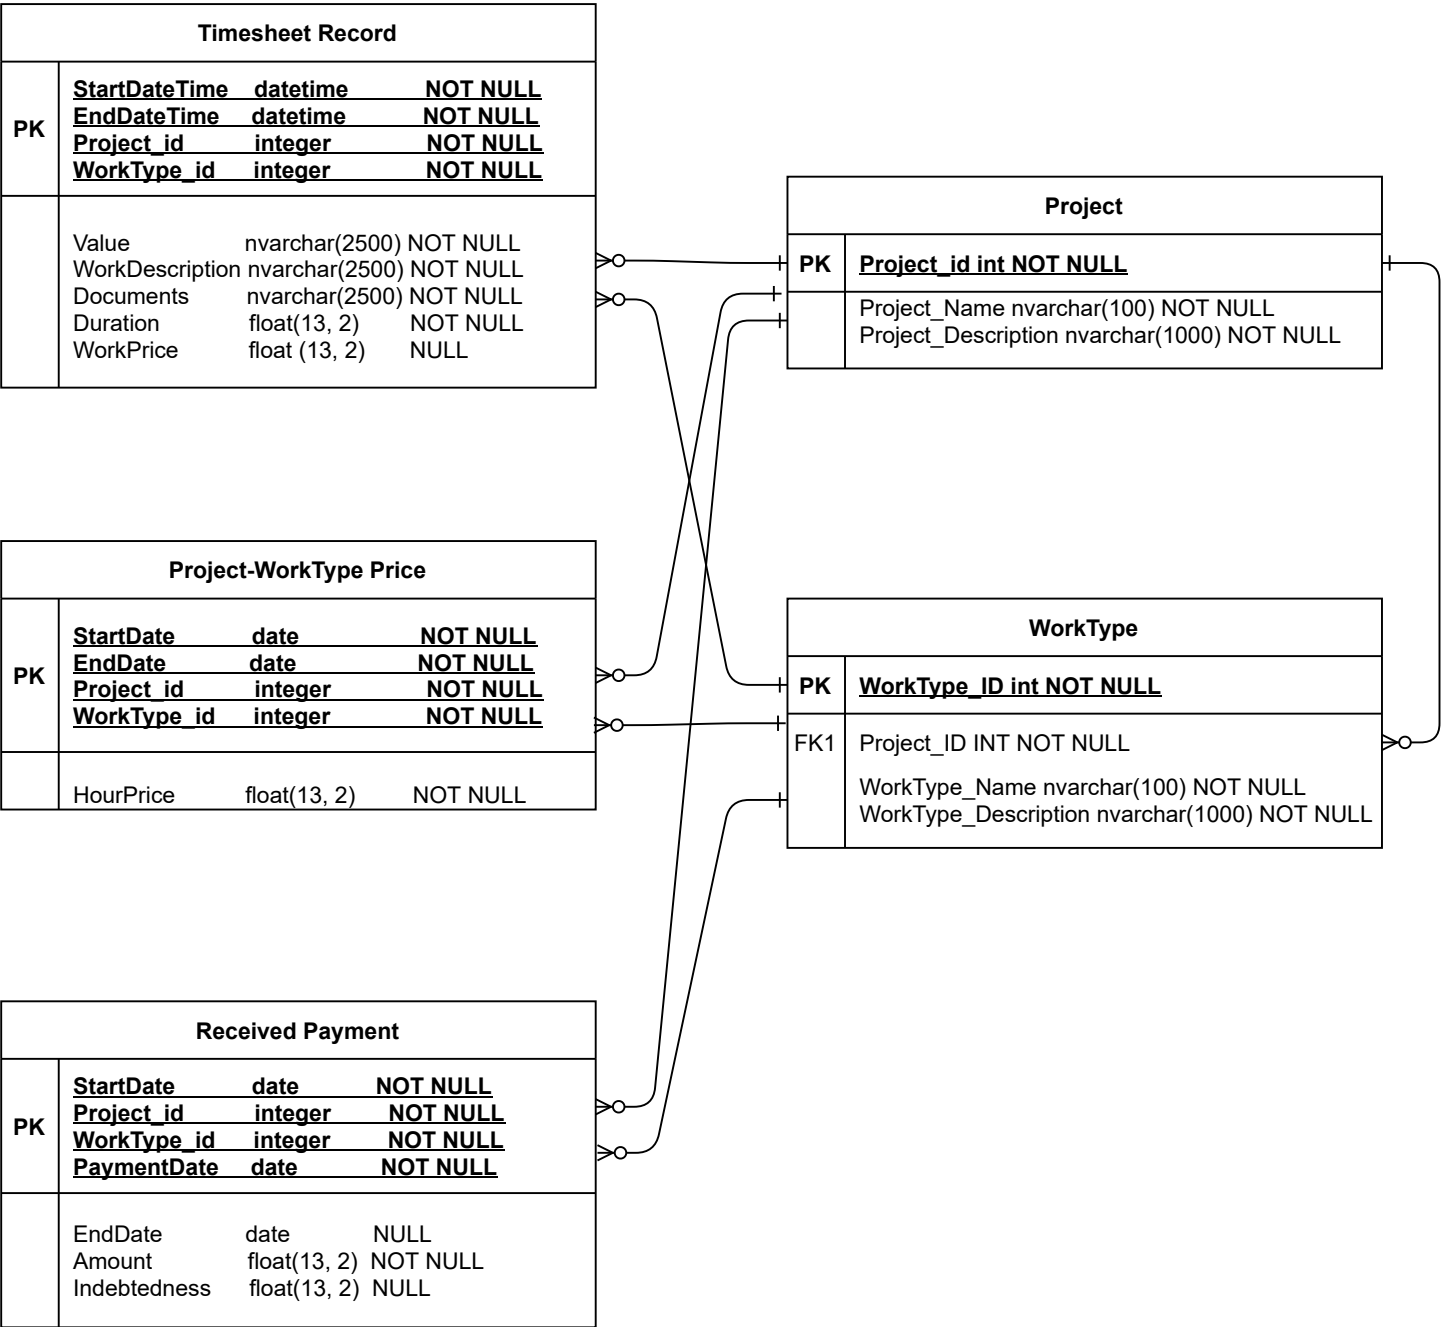 Timesheet Record
PK
StartDateTime datetime NOT NULL
EndDateTime datetime NOT NULL
Project_id integer NOT NULL
WorkType_id integer NOT NULL
Value nvarchar(2500) NOT NULL
WorkDescription nvarchar(2500) NOT NULL
Documents nvarchar(2500) NOT NULL
Duration float(13, 2) NOT NULL
WorkPrice float (13, 2) NULL
Project
PK Project_id int NOT NULL
Project_Name nvarchar(100) NOT NULL
Project_Description nvarchar(1000) NOT NULL
Project-WorkType Price
PK
StartDate date NOT NULL
EndDate date NOT NULL
Project_id integer NOT NULL
WorkType_id integer NOT NULL
HourPrice float(13, 2) NOT NULL
WorkType
PK WorkType_ID int NOT NULL
FK1 Project_ID INT NOT NULL
WorkType_Name nvarchar(100) NOT NULL
WorkType_Description nvarchar(1000) NOT NULL
Received Payment
PK
StartDate date NOT NULL
Project_id integer NOT NULL
WorkType_id integer NOT NULL
PaymentDate date NOT NULL
EndDate date NULL
Amount float(13, 2) NOT NULL
Indebtedness float(13, 2) NULL